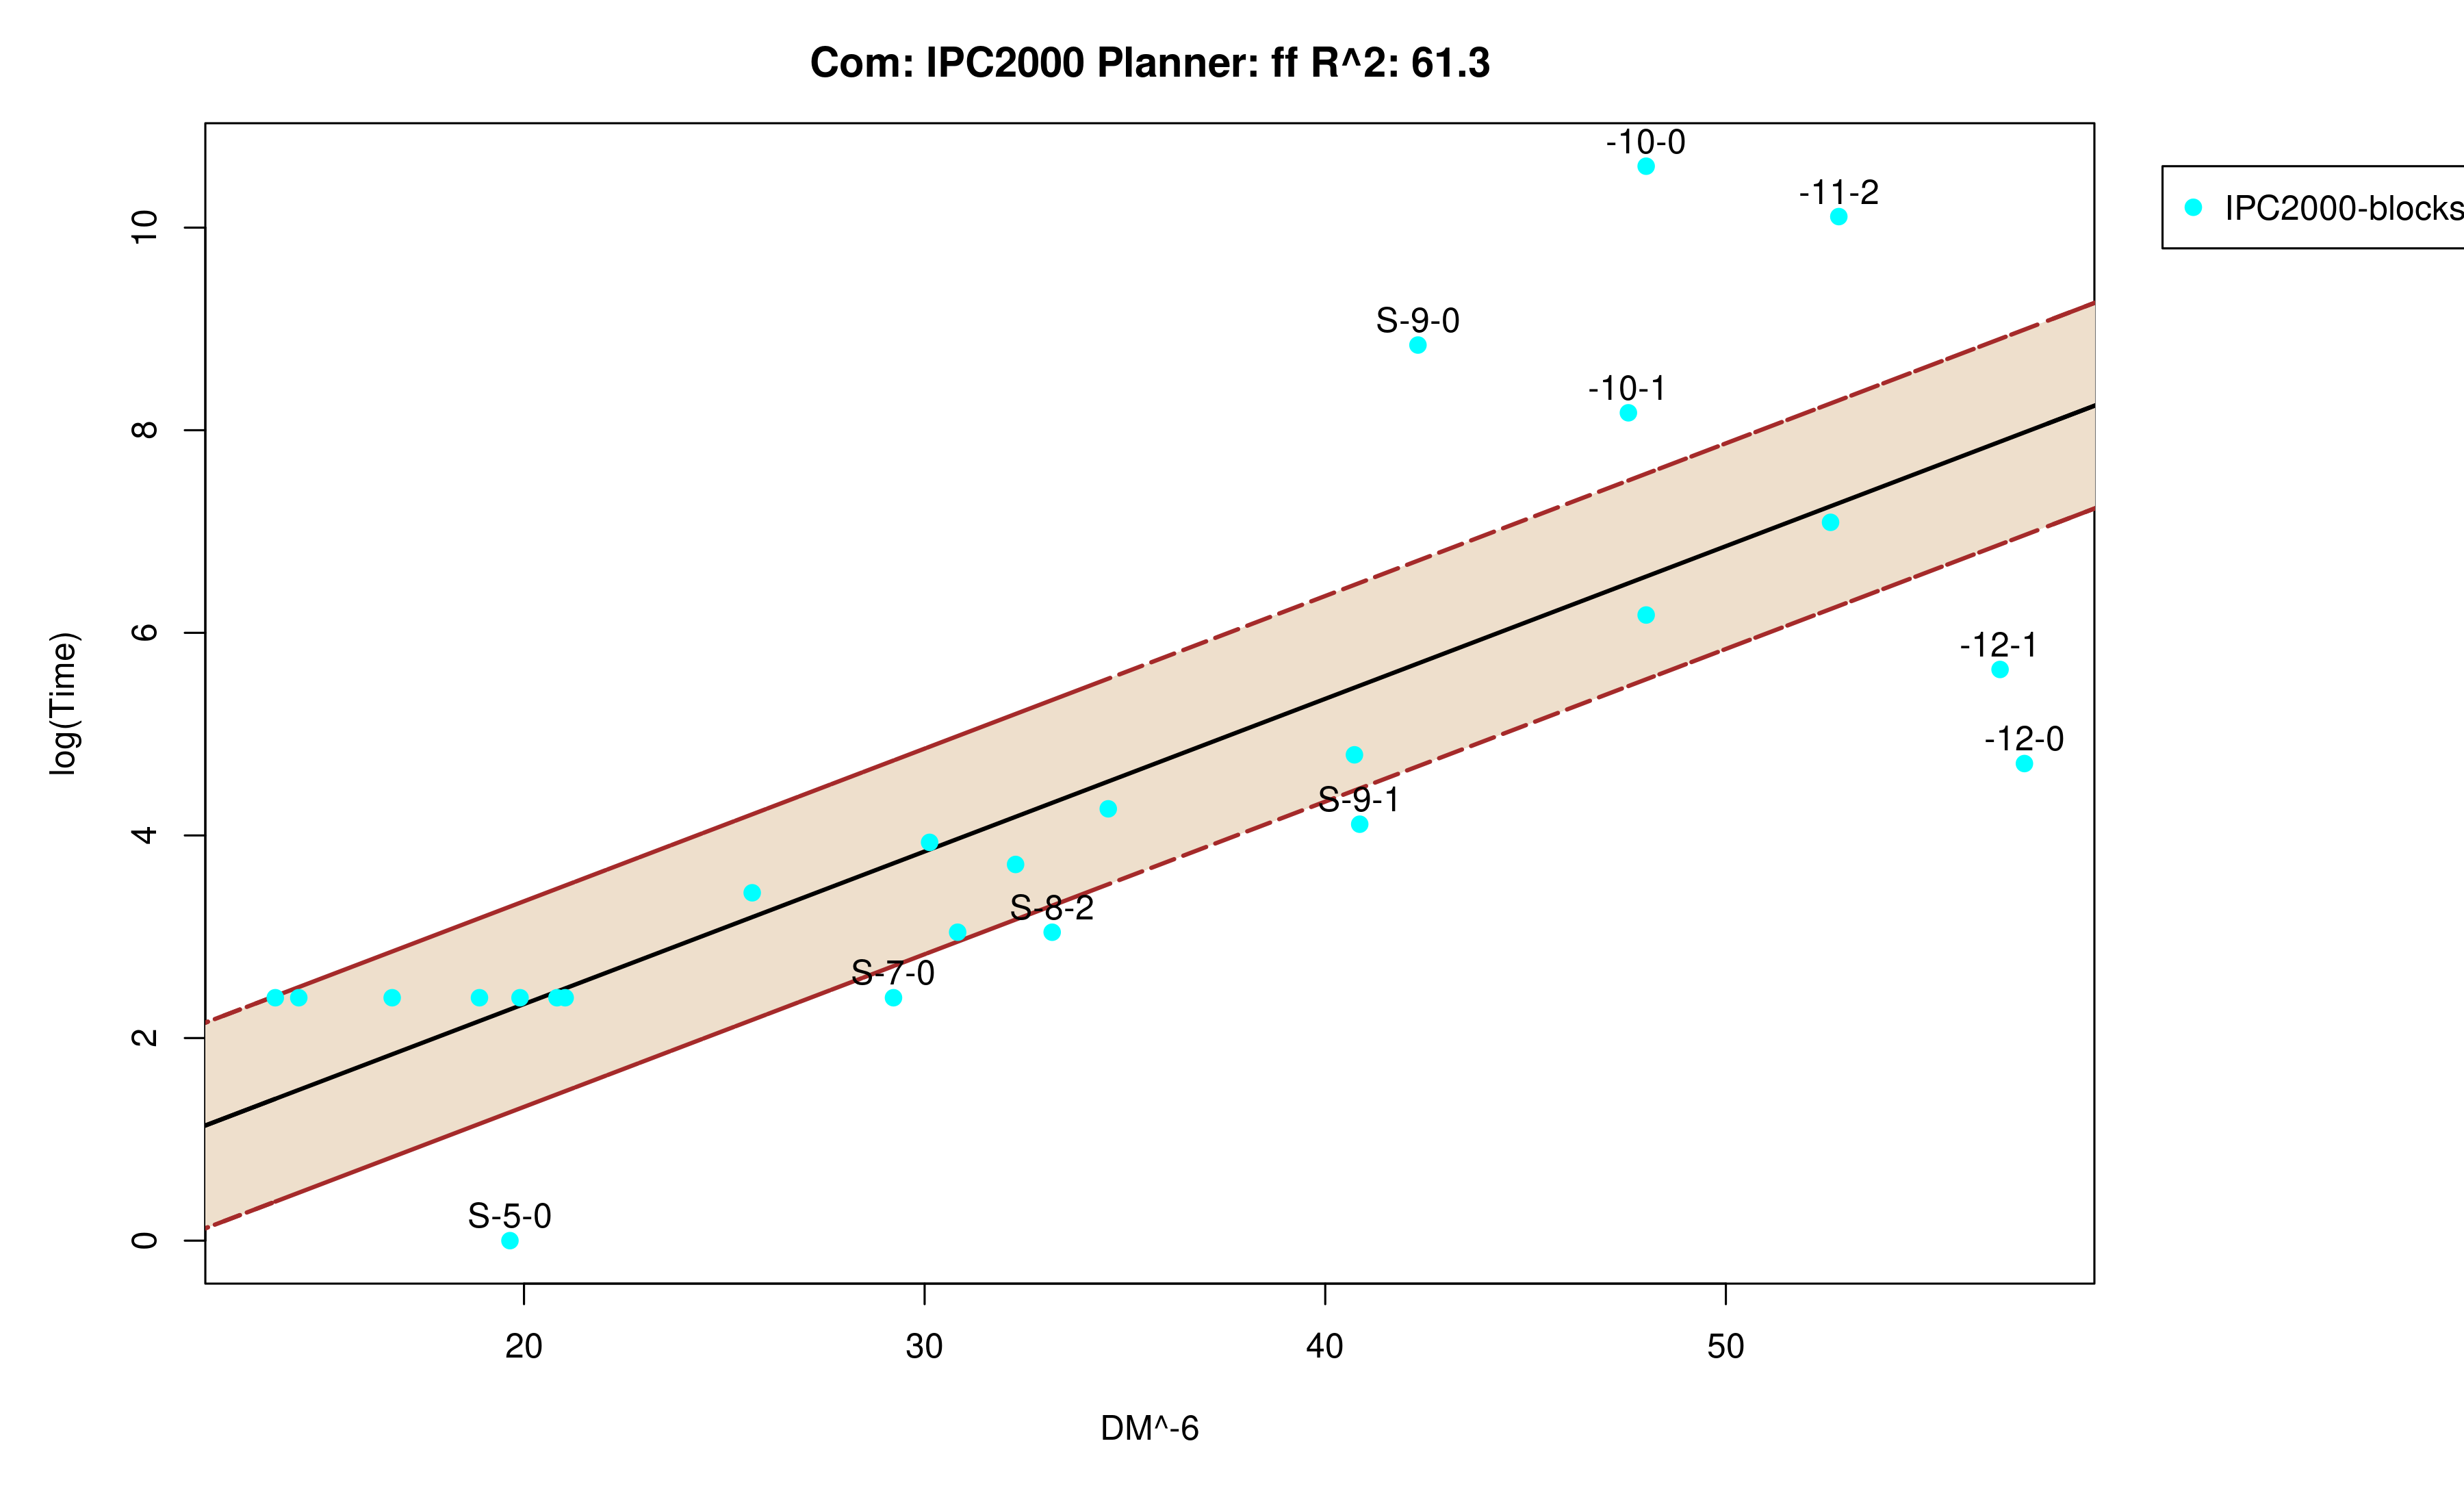 Com: IPC2000 Planner: ff R^2: 61.3
-10-0
-11-2
IPC2000-blocks
10
S-9-0
-10-1
8
6
-12-1
log(Time)
-12-0
S-9-1
4
S-8-2
S-7-0
2
S-5-0
0
20 30 40 50
DM^-6